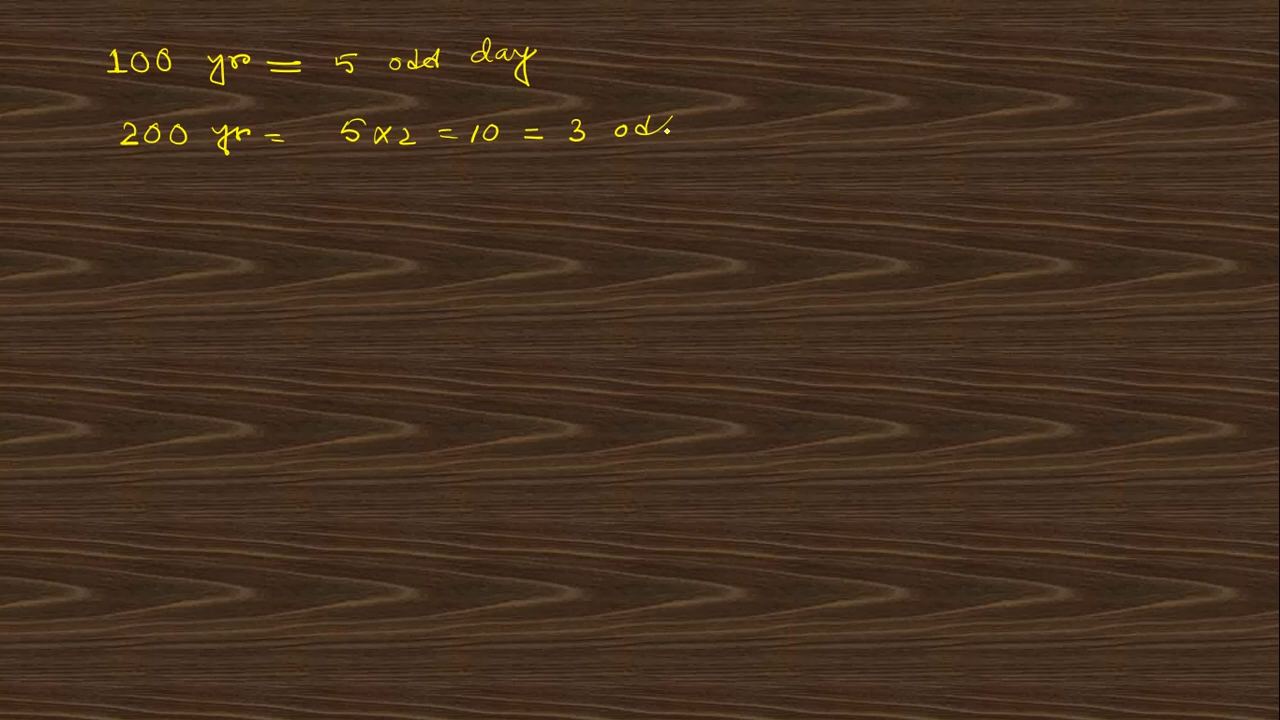 100 yr = 5 odd day
200 yr = 5x2 = 10 = 3 od.